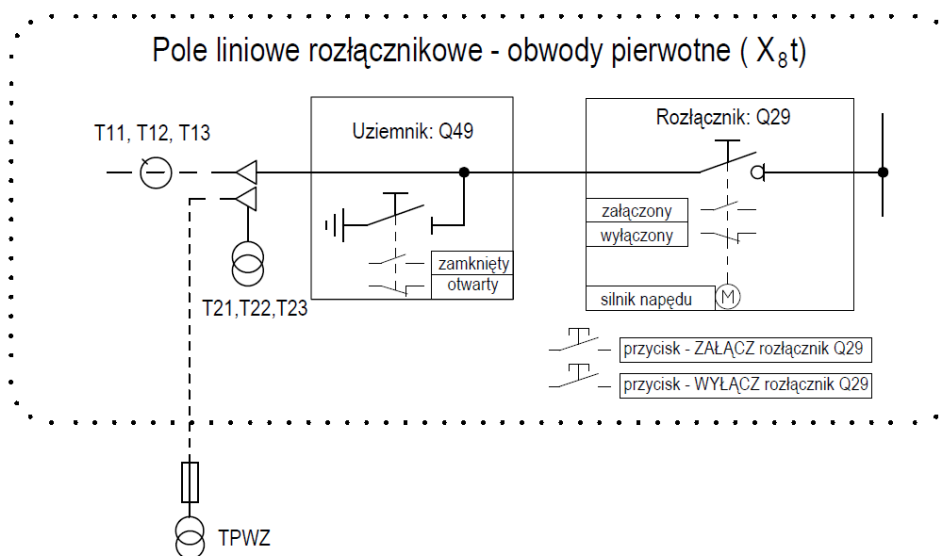 Pole liniowe rozłącznikowe - obwody pierwotne ( X8t)
T11, T12, T13
Uziemnik: Q49
Rozłącznik: Q29
załączony
wyłączony
zamknięty
otwarty
T21,T22,T23
silnik napędu
M
przycisk - ZAŁĄCZ rozłącznik Q29
przycisk - WYŁĄCZ rozłącznik Q29
TPWZ